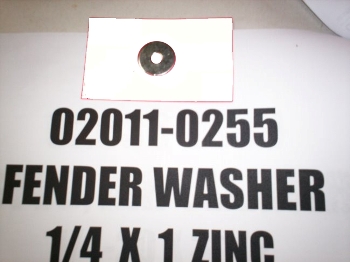 02011-0255
FENDER WASHER
1/4 X 1 ZINC